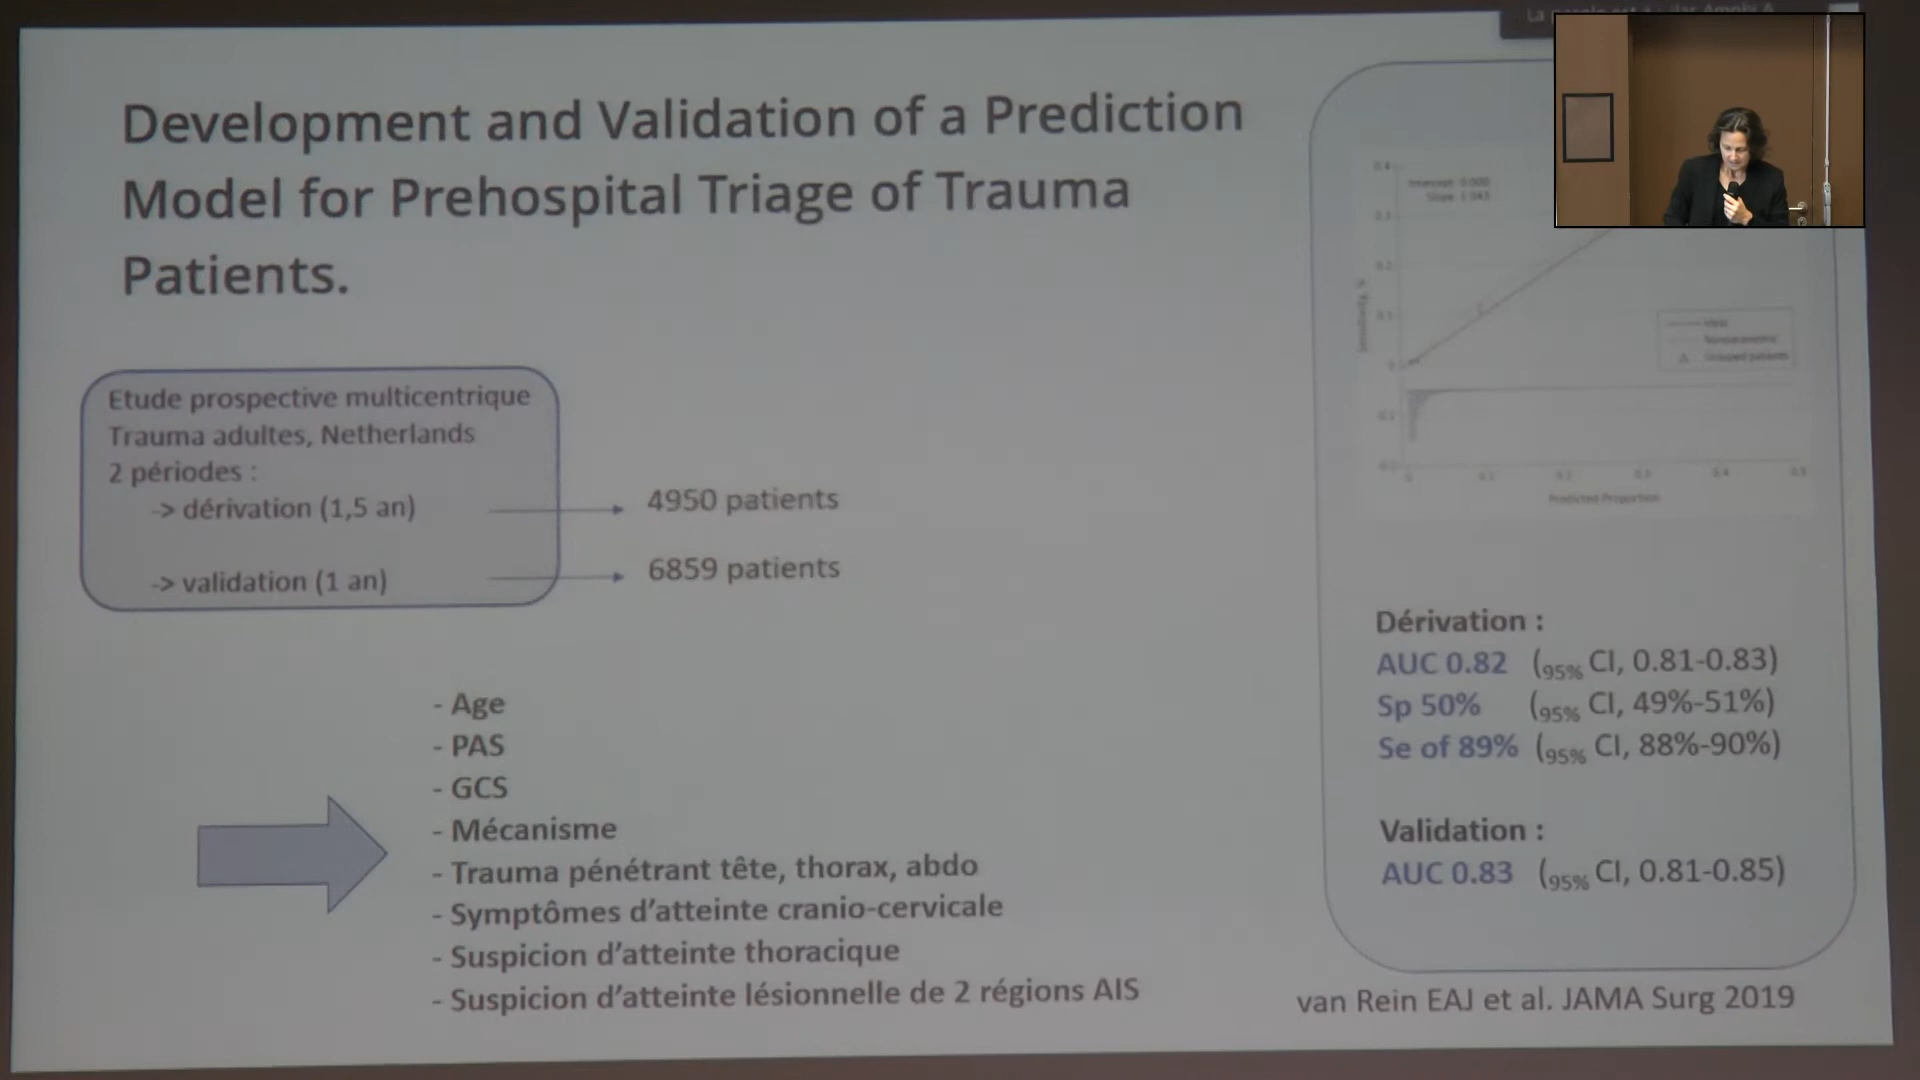 Development and Validation of a Prediction
Model for Prehospital Triage of Trauma
Patients.
Etude prospective multicentrique
Trauma adultes, Netherlands
2 périodes :
-> dérivation (1,5 an)
4950 patients
-> validation (1 an)
6859 patients
- Age
- PAS
- GCS
- Mécanisme
- Trauma pénétrant tête, thorax, abdo
- Symptômes d'atteinte cranio-cervicale
- Suspicion d'atteinte thoracique
- Suspicion d'atteinte lésionnelle de 2 régions AIS
Predicted Proportion
Dérivation :
AUC 0.82 (95% CI, 0.81-0.83)
Sp 50% (95% CI, 49%-51%)
Se of 89% (95% CI, 88%-90%)
Validation :
AUC 0.83 (95% CI, 0.81-0.85)
van Rein EAJ et al. JAMA Surg 2019